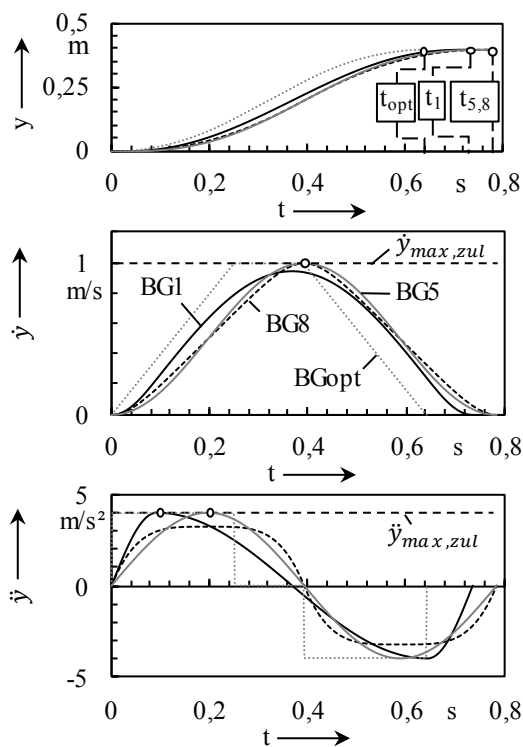 0,5
m
0,25
0
y
t_opt
t_1
t_5,8
0 0,2 0,4 0,6 s 0,8
t
ẏ_max,zul
1
m/s
0
ẏ
BG1
BG5
BG8
BGopt
0 0,2 0,4 0,6 s 0,8
t
5
m/s²
0
-5
ÿ
ÿ_max,zul
0 0,2 0,4 0,6 s 0,8
t